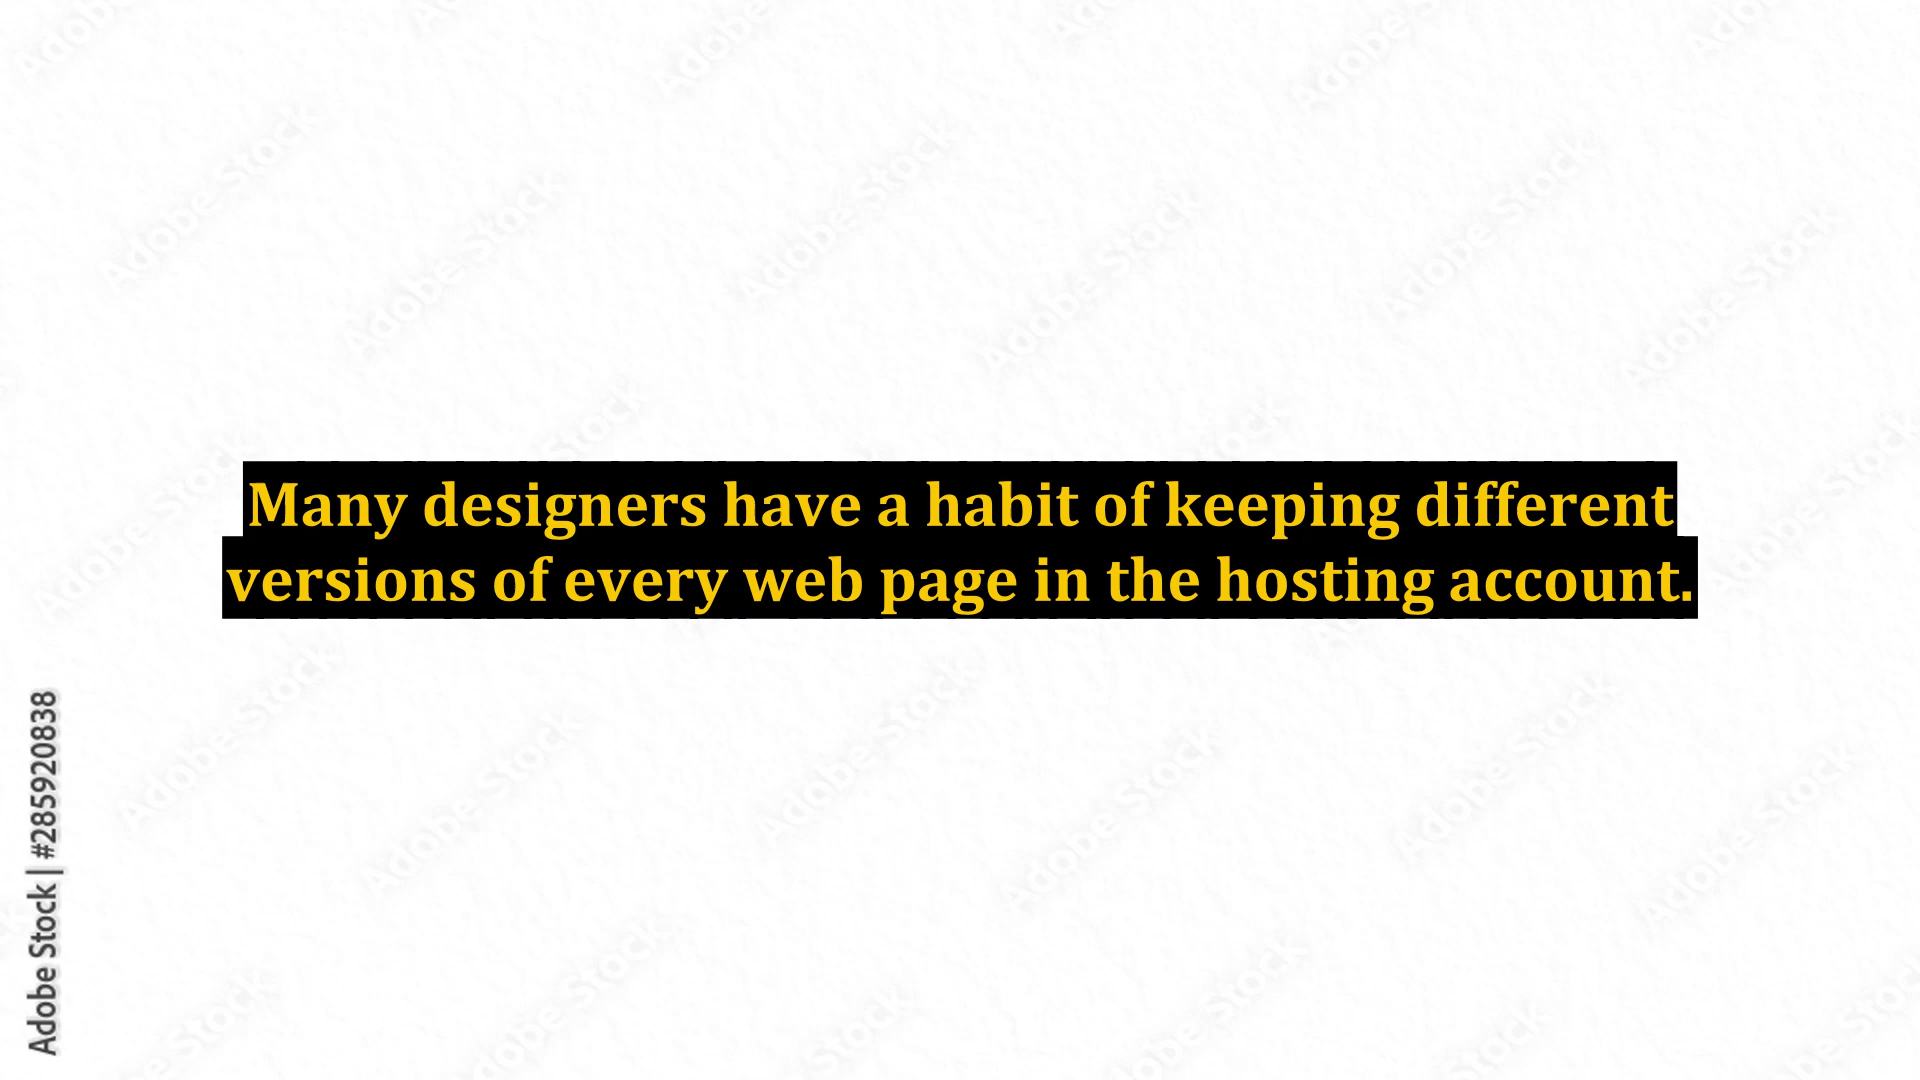 Many designers have a habit of keeping different
versions of every web page in the hosting account.
Adobe Stock | #285920838